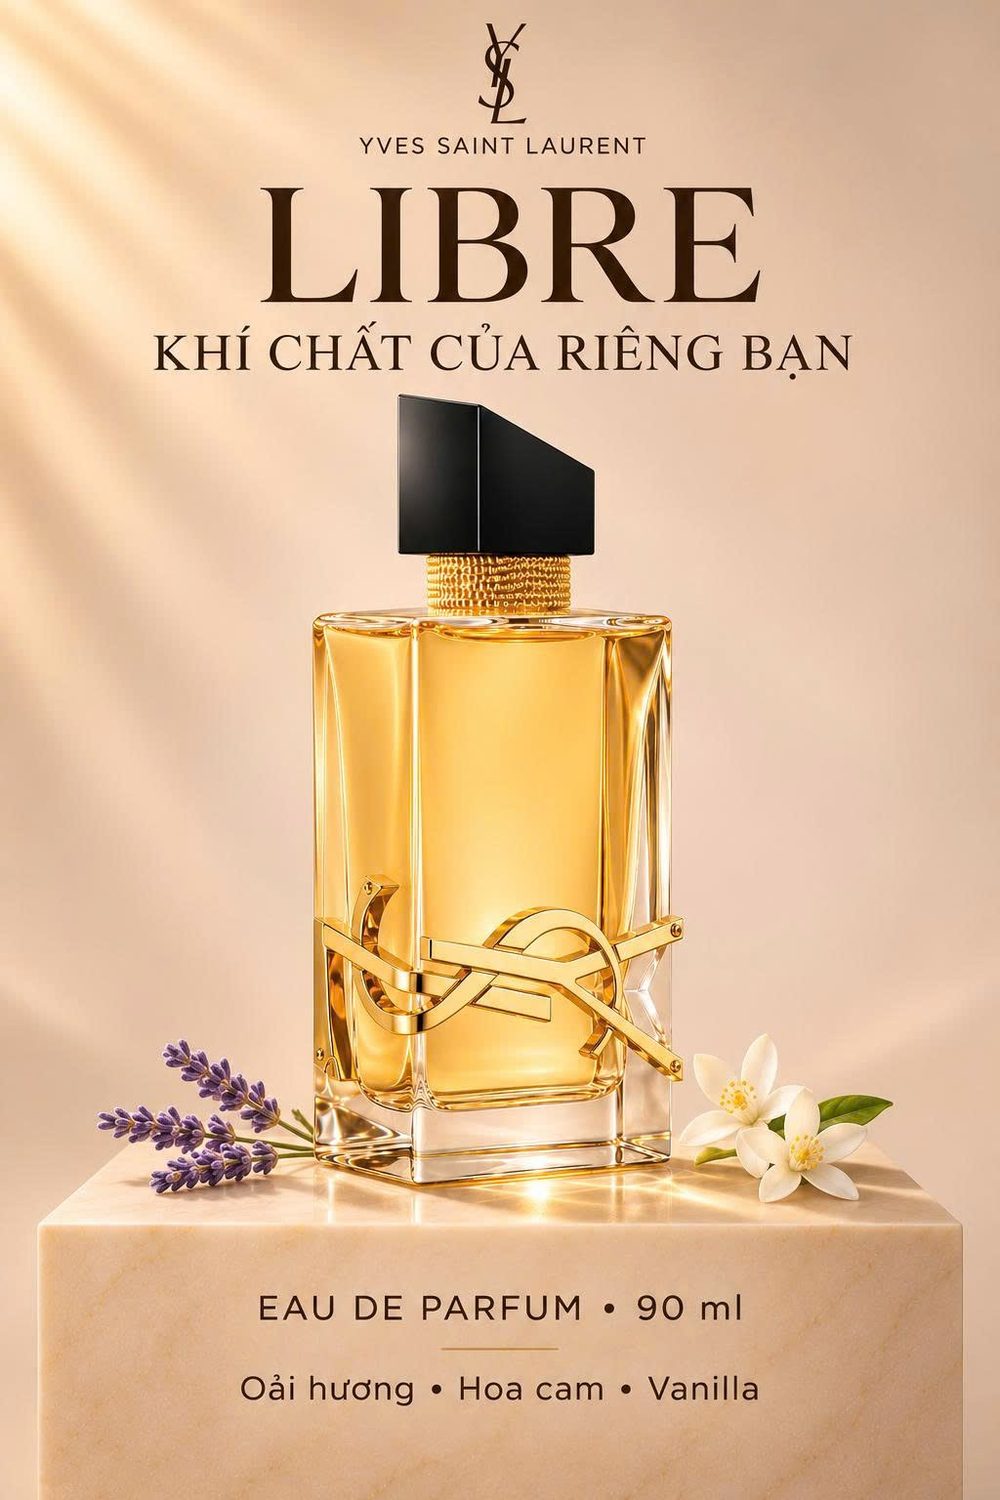 YSL
YVES SAINT LAURENT
LIBRE
KHÍ CHẤT CỦA RIÊNG BẠN
EAU DE PARFUM • 90 ml
Oải hương • Hoa cam • Vanilla